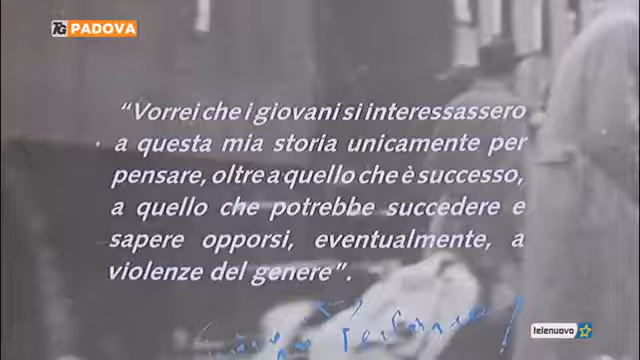 TG PADOVA
"Vorrei che i giovani si interessassero
a questa mia storia unicamente per
pensare, oltre a quello che è successo,
a quello che potrebbe succedere e
sapere opporsi, eventualmente, a
violenze del genere".
telenuovo